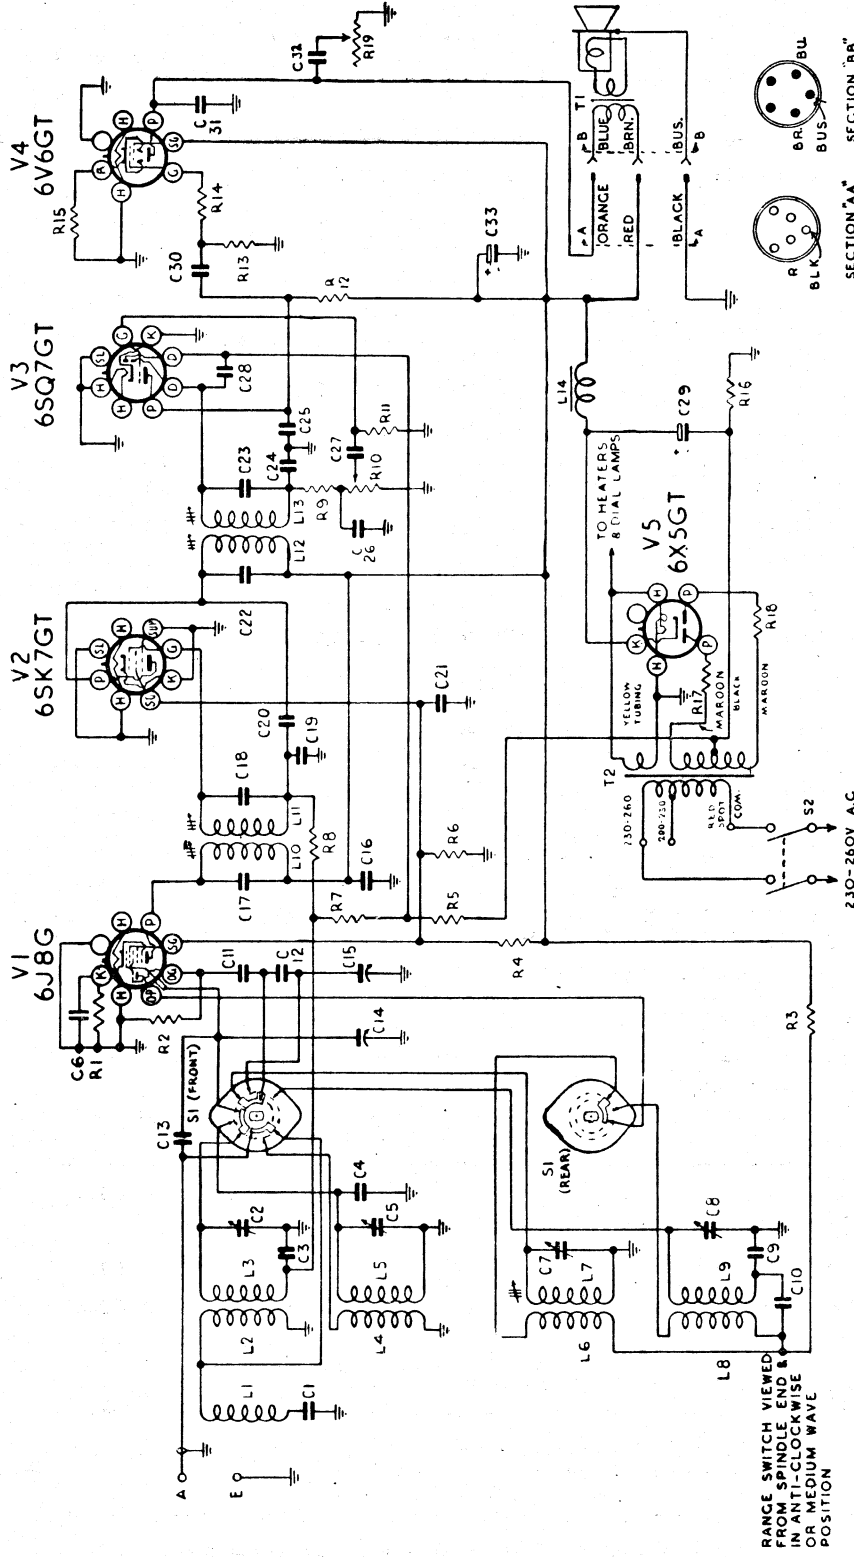 V1
6J8G
V2
6SK7GT
V3
6SQ7GT
V4
6V6GT
C6
R1
R2
C11
C
12
C15
C14
C13
S1 (FRONT)
C17
L10
L11
C18
R8
R7
C16
C19
C20
C21
R6
R5
R4
R3
C22
L12
L13
C23
C24
C25
R9
C
26
C27
R10
R11
C28
R
12
C30
R13
R14
R15
C
31
C32
R19
C33
A
E
L1
C1
L2
L3
C2
C3
L4
L5
C5
C4
L6
L7
C7
L8
L9
C8
C9
C10
S1
(REAR)
T1
BLUE
BRN.
BUS.
B
B
A
A
ORANGE
RED
BLACK
L14
C29
R16
TO HEATERS
& DIAL LAMPS
V5
6X5GT
YELLOW
TUBING
R17
MAROON
BLACK
MAROON
R18
T2
230-260
200-230
RED
SPOT
COM.
S2
230-260V A.C
R
BLK
SECTION "AA"
BR.
BU.
BUS
SECTION "BB"
RANGE SWITCH VIEWED
FROM SPINDLE END &
IN ANTI-CLOCKWISE
OR MEDIUM WAVE
POSITION